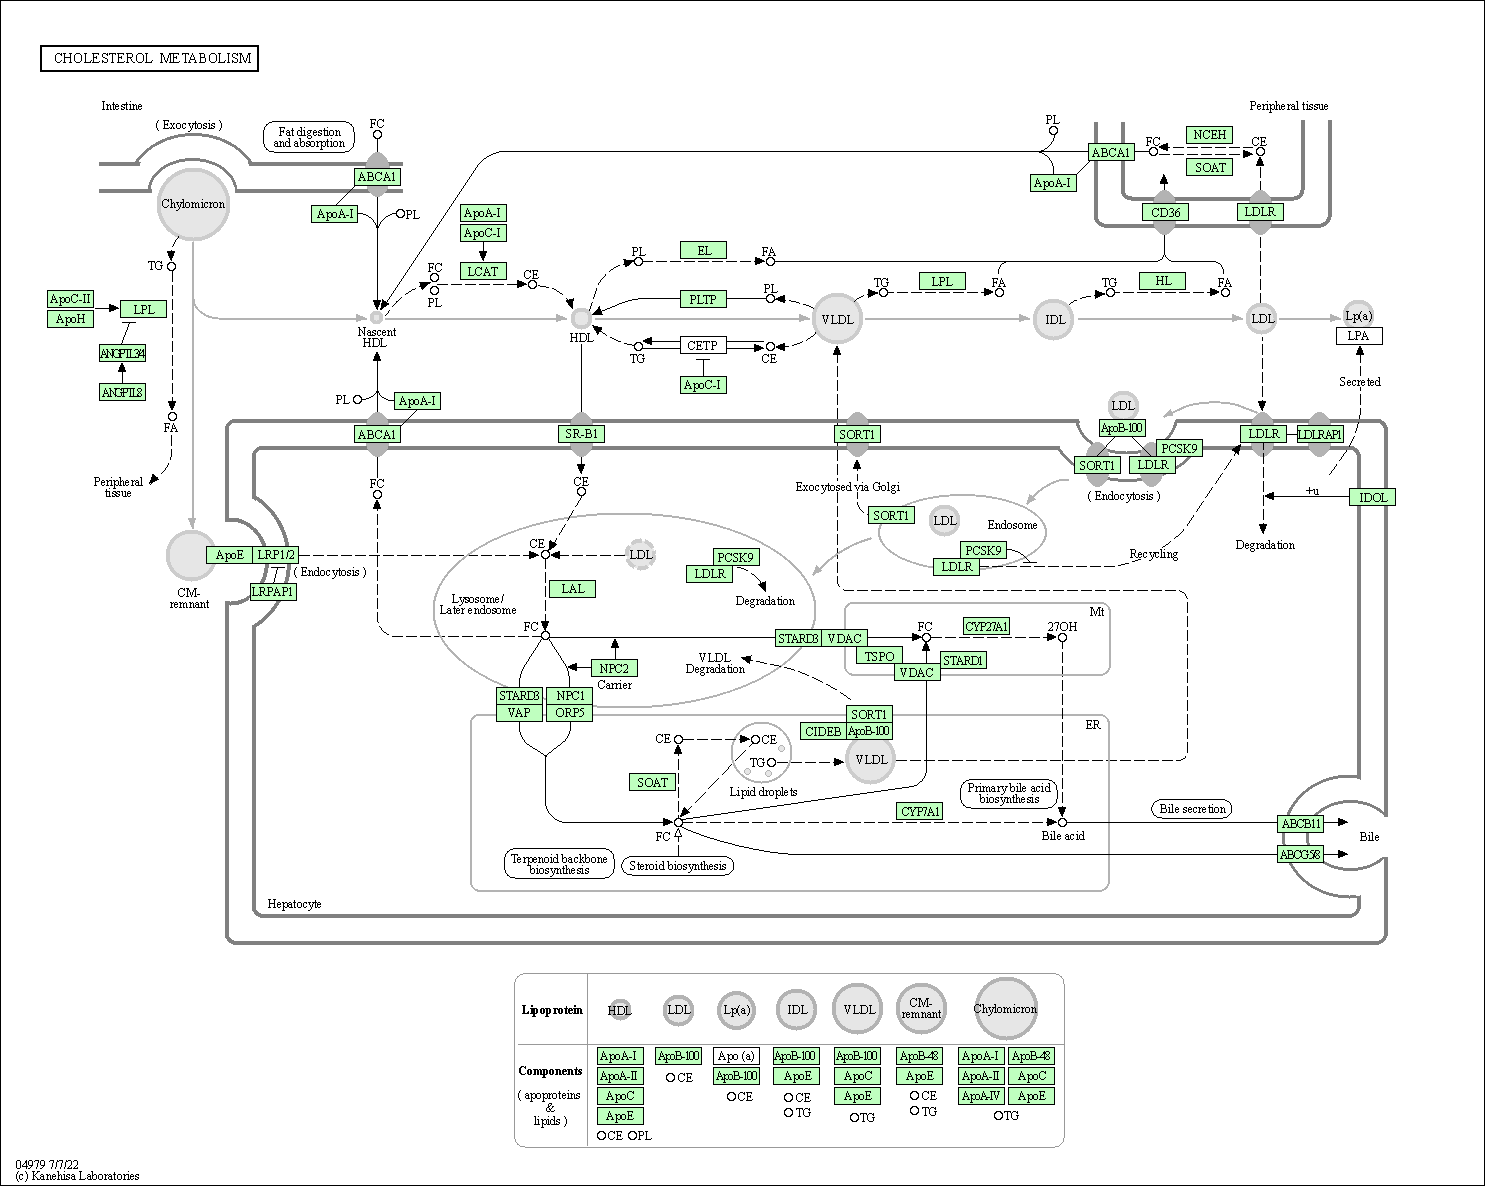 CHOLESTEROL METABOLISM
Intestine
( Exocytosis )
Fat digestion
and absorption
FC
ABCA1
ApoA-I
PL
Chylomicron
TG
ApoC-II
ApoH
LPL
ANGPTL3/4
ANGPTL8
FA
Peripheral
tissue
Nascent
HDL
ApoA-I
ApoC-I
LCAT
FC
PL
CE
HDL
PL
EL
FA
PLTP
PL
TG
CETP
CE
ApoC-I
VLDL
TG
LPL
FA
IDL
TG
HL
FA
LDL
Lp(a)
LPA
Secreted
Peripheral tissue
PL
ABCA1
ApoA-I
FC
NCEH
CE
SOAT
CD36
LDLR
PL
ApoA-I
ABCA1
FC
SR-B1
CE
SORT1
Exocytosed via Golgi
LDL
ApoB-100
SORT1
LDLR
PCSK9
( Endocytosis )
LDLR
LDLRAP1
+u
IDOL
Degradation
SORT1
LDL
Endosome
PCSK9
LDLR
Recycling
CM-
remnant
ApoE
LRP1/2
LRPAP1
( Endocytosis )
CE
LDL
LAL
PCSK9
LDLR
Degradation
Lysosome/
Later endosome
FC
NPC2
Carrier
STARD3
VDAC
FC
CYP27A1
27OH
Mt
TSPO
VDAC
STARD1
VLDL
Degradation
STARD3
VAP
NPC1
ORP5
SORT1
CIDEB
ApoB-100
VLDL
ER
CE
CE
TG
Lipid droplets
SOAT
FC
CYP7A1
Primary bile acid
biosynthesis
Bile acid
Bile secretion
ABCB11
ABCG5/8
Bile
Terpenoid backbone
biosynthesis
Steroid biosynthesis
Hepatocyte
Lipoprotein
HDL
LDL
Lp(a)
IDL
VLDL
CM-
remnant
Chylomicron
Components
( apoproteins
&
lipids )
ApoA-I
ApoA-II
ApoC
ApoE
CE PL
ApoB-100
CE
Apo (a)
ApoB-100
CE
ApoB-100
ApoE
CE
TG
ApoB-100
ApoC
ApoE
TG
ApoB-48
ApoE
CE
TG
ApoA-I ApoB-48
ApoA-II ApoC
ApoA-IV ApoE
TG
04979 7/7/22
(c) Kanehisa Laboratories